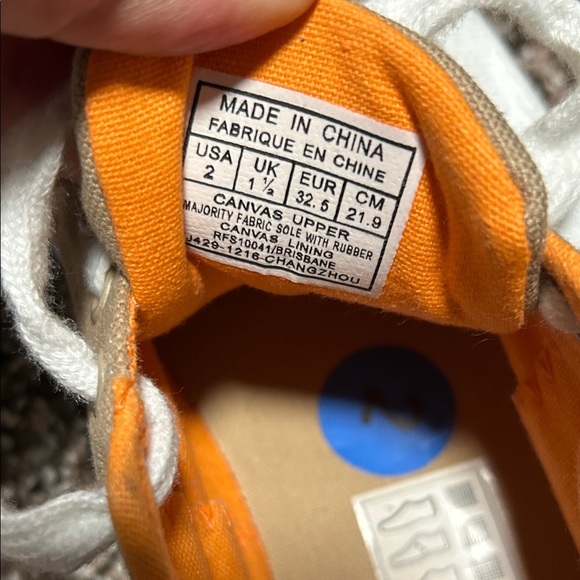 MADE IN CHINA
FABRIQUE EN CHINE
USA UK EUR CM
2 1 ½ 32.5 21.9
CANVAS UPPER
MAJORITY FABRIC SOLE WITH RUBBER
CANVAS LINING
RFS10041/BRISBANE
J429-1216-CHANGZHOU
2